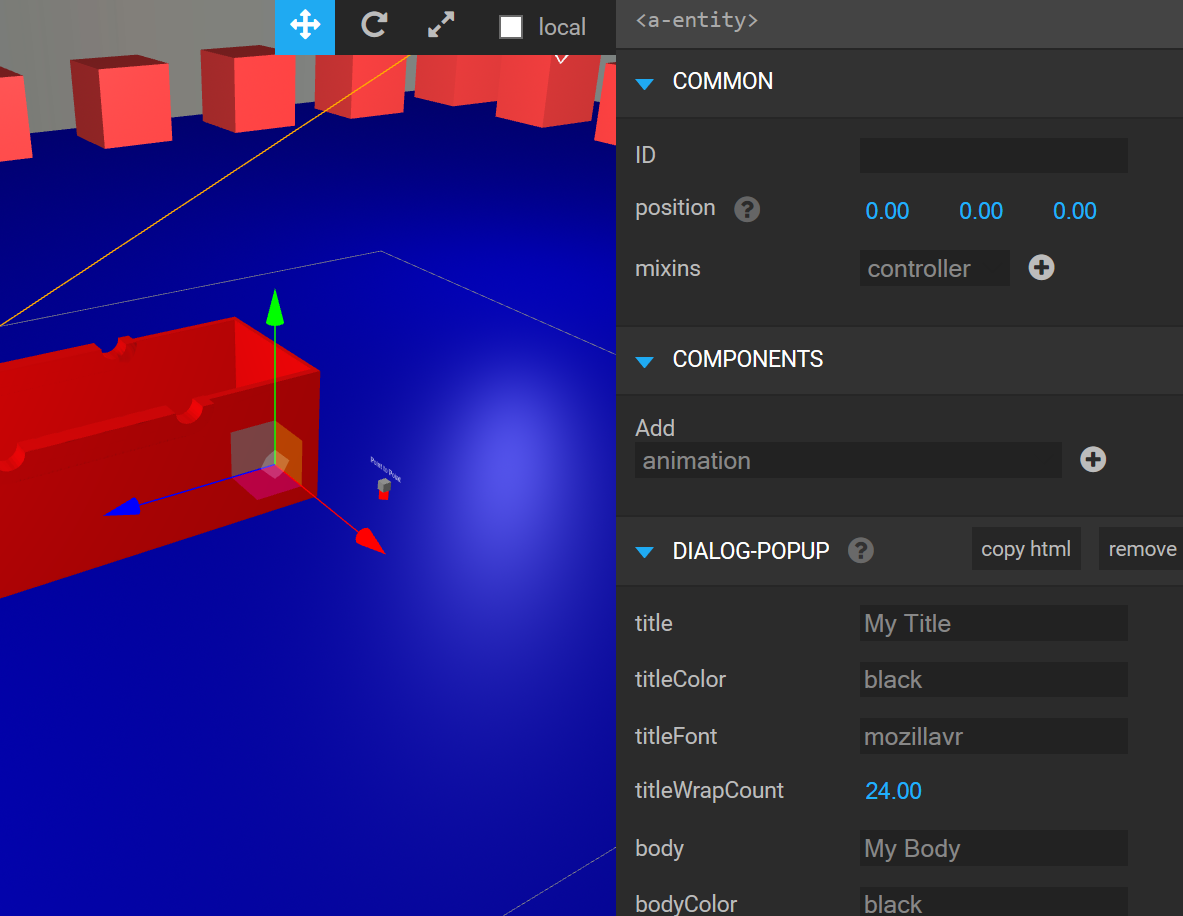 local
<a-entity>
COMMON
ID
position ? 0.00 0.00 0.00
mixins controller
COMPONENTS
Add
animation
DIALOG-POPUP ? copy html remove
title My Title
titleColor black
titleFont mozillavr
titleWrapCount 24.00
body My Body
bodyColor black